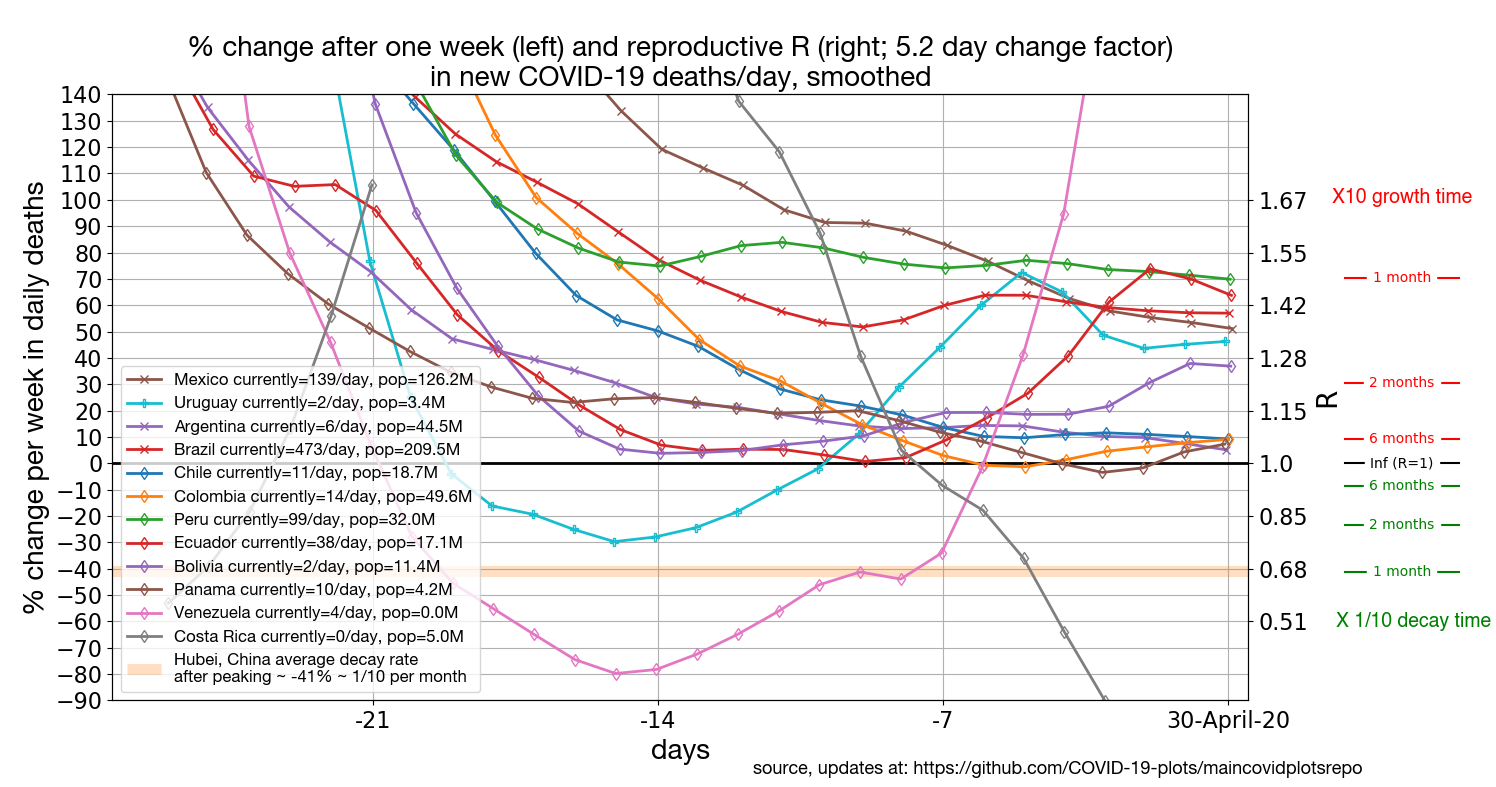 % change after one week (left) and reproductive R (right; 5.2 day change factor)
in new COVID-19 deaths/day, smoothed
% change per week in daily deaths
140
130
120
110
100
90
80
70
60
50
40
30
20
10
0
−10
−20
−30
−40
−50
−60
−70
−80
−90
Mexico currently=139/day, pop=126.2M
Uruguay currently=2/day, pop=3.4M
Argentina currently=6/day, pop=44.5M
Brazil currently=473/day, pop=209.5M
Chile currently=11/day, pop=18.7M
Colombia currently=14/day, pop=49.6M
Peru currently=99/day, pop=32.0M
Ecuador currently=38/day, pop=17.1M
Bolivia currently=2/day, pop=11.4M
Panama currently=10/day, pop=4.2M
Venezuela currently=4/day, pop=0.0M
Costa Rica currently=0/day, pop=5.0M
Hubei, China average decay rate
after peaking ~ -41% ~ 1/10 per month
-21
-14
-7
30-April-20
days
1.67
1.55
1.42
1.28
1.15
1.0
0.85
0.68
0.51
R
X10 growth time
1 month
2 months
6 months
Inf (R=1)
6 months
2 months
1 month
X 1/10 decay time
source, updates at: https://github.com/COVID-19-plots/maincovidplotsrepo